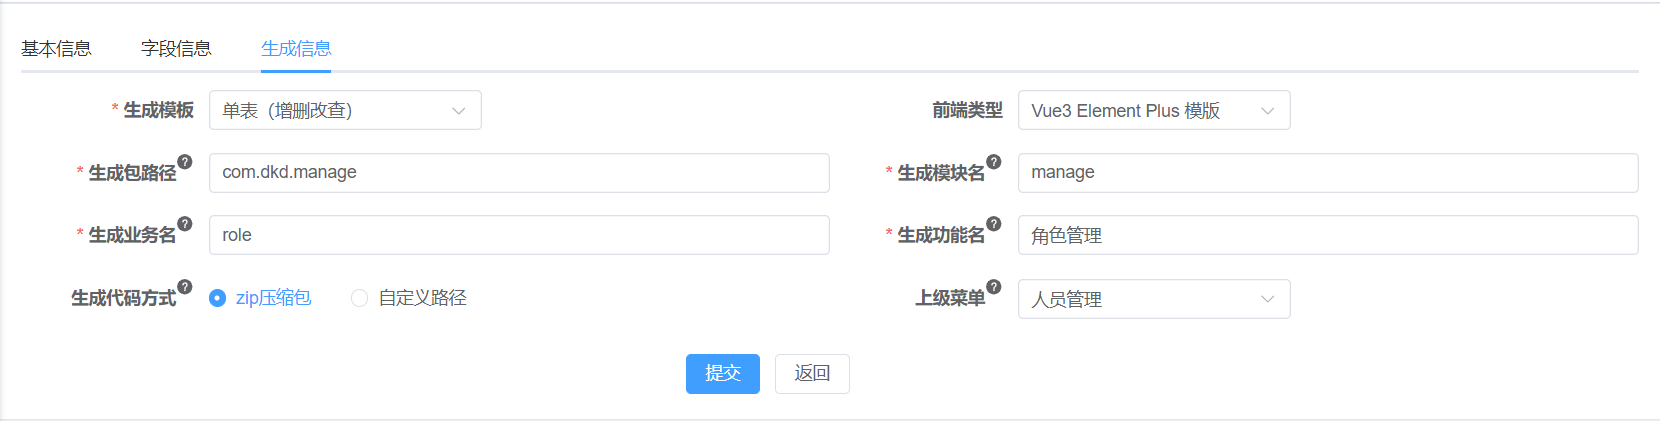 基本信息 字段信息 生成信息
* 生成模板 单表（增删改查） 前端类型 Vue3 Element Plus 模版
* 生成包路径 ? com.dkd.manage * 生成模块名 ? manage
* 生成业务名 ? role * 生成功能名 ? 角色管理
生成代码方式 ? zip压缩包 自定义路径 上级菜单 ? 人员管理
提交 返回